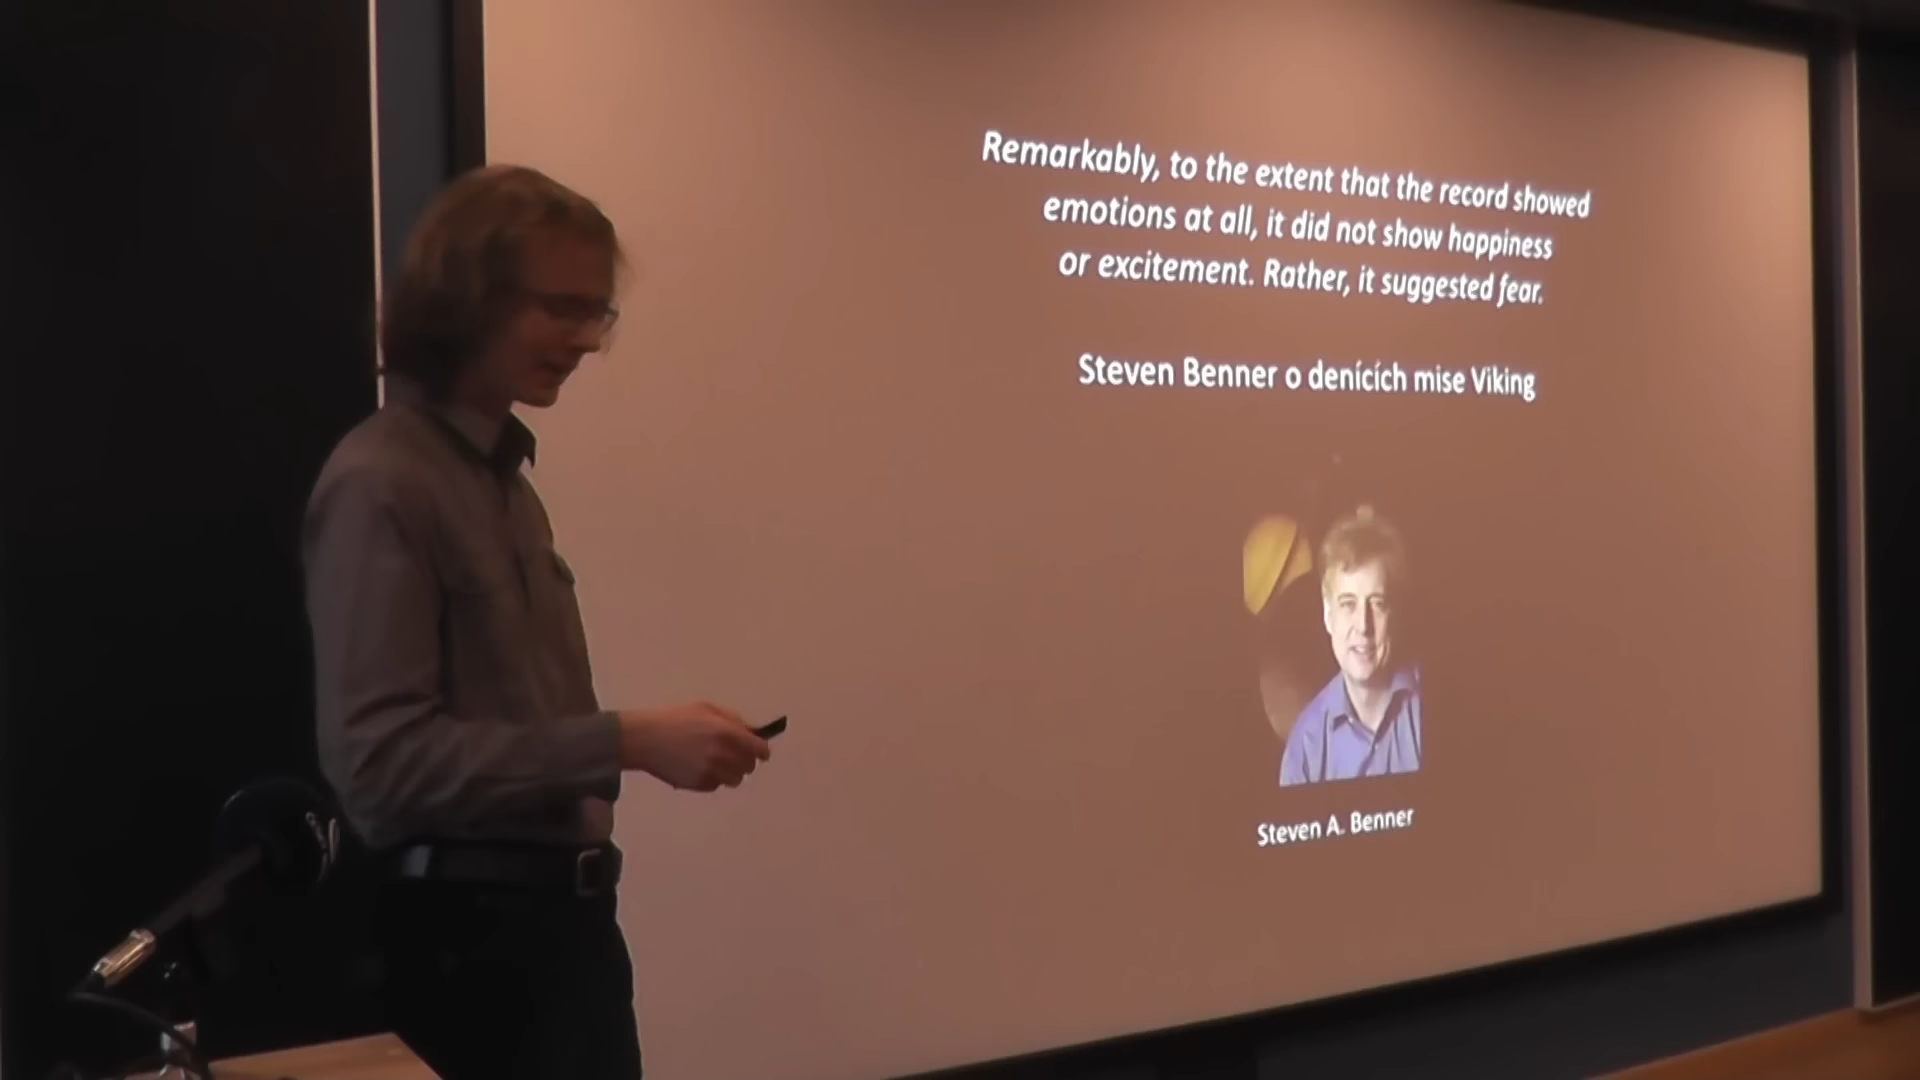 Remarkably, to the extent that the record showed
emotions at all, it did not show happiness
or excitement. Rather, it suggested fear.
Steven Benner o denících mise Viking
Steven A. Benner